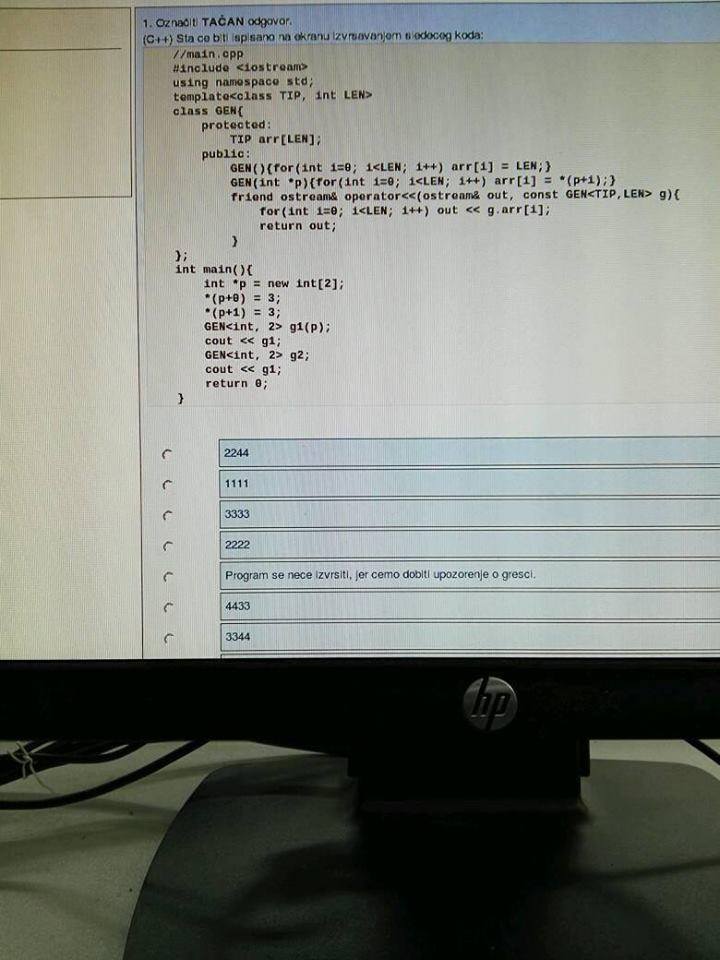 1. Označiti TAČAN odgovor.
(C++) Sta ce biti ispisano na ekranu izvrsavanjem sledeceg koda:
//main.cpp
#include <iostream>
using namespace std;
template<class TIP, int LEN>
class GEN{
protected:
TIP arr[LEN];
public:
GEN(){for(int i=0; i<LEN; i++) arr[i] = LEN;}
GEN(int *p){for(int i=0; i<LEN; i++) arr[i] = *(p+i);}
friend ostream& operator<<(ostream& out, const GEN<TIP,LEN> g){
for(int i=0; i<LEN; i++) out << g.arr[i];
return out;
}
};
int main(){
int *p = new int[2];
*(p+0) = 3;
*(p+1) = 3;
GEN<int, 2> g1(p);
cout << g1;
GEN<int, 2> g2;
cout << g1;
return 0;
}
2244
1111
3333
2222
Program se nece izvrsiti, jer cemo dobiti upozorenje o gresci.
4433
3344
hp